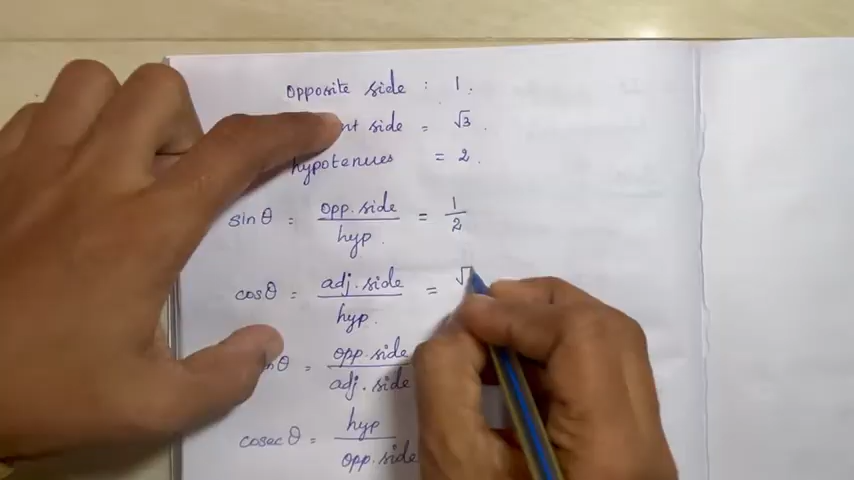 opposite side : 1.
side = √3.
hypotenues = 2.
sinθ = opp.side/hyp. = 1/2
cosθ = adj.side/hyp. = √
θ = opp.side/adj.side
cosecθ = hyp/opp.side